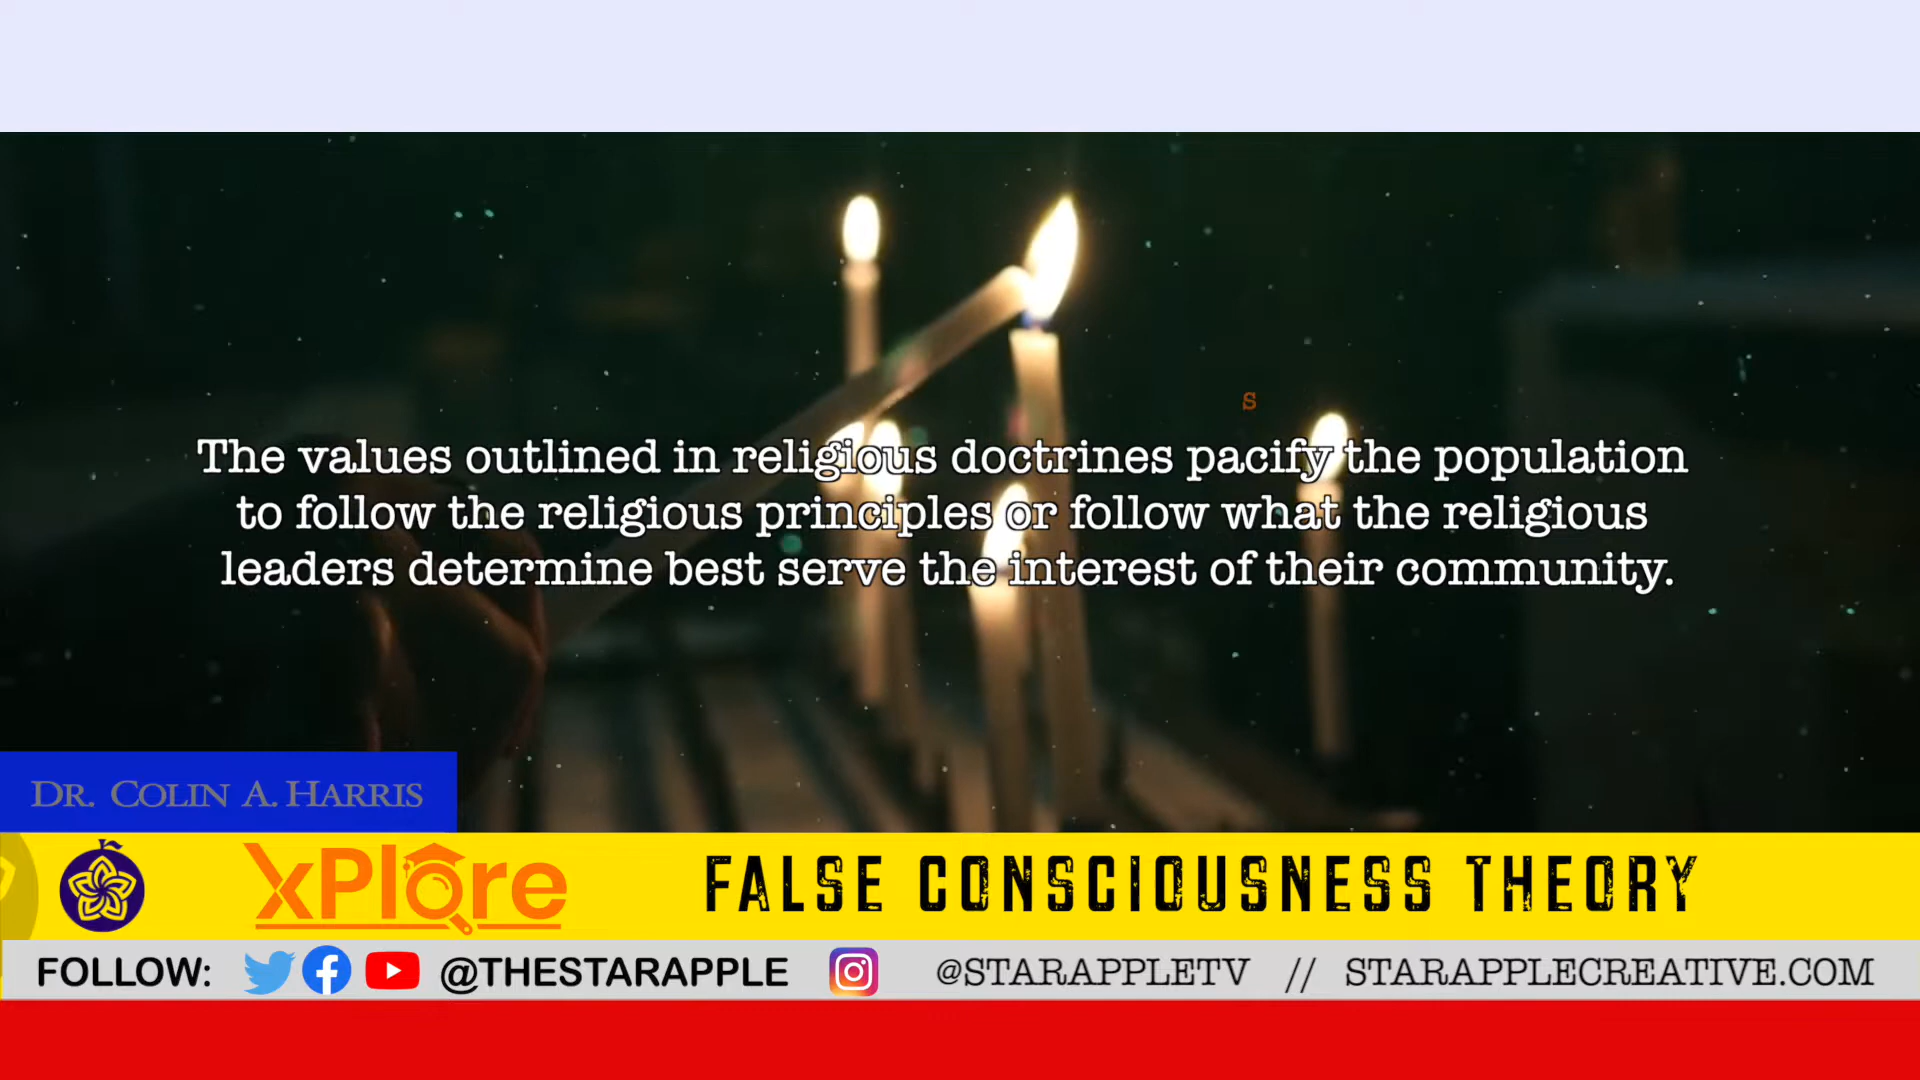 s
The values outlined in religious doctrines pacify the population
to follow the religious principles or follow what the religious
leaders determine best serve the interest of their community.
DR. COLIN A. HARRIS
xPlore
FALSE CONSCIOUSNESS THEORY
FOLLOW: @THESTARAPPLE @STARAPPLETV // STARAPPLECREATIVE.COM